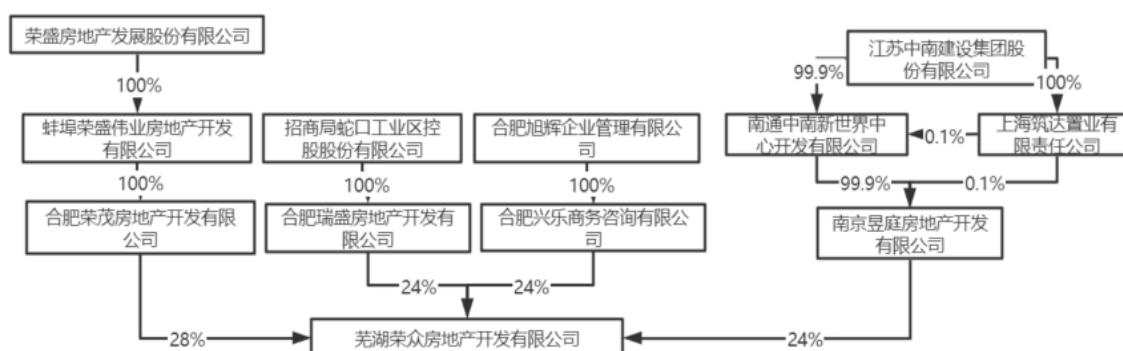 荣盛房地产发展股份有限公司
江苏中南建设集团股
份有限公司
99.9%
100%
100%
蚌埠荣盛伟业房地产开发
有限公司
招商局蛇口工业区控
股股份有限公司
合肥旭辉企业管理有限公
司
南通中南新世界中
心开发有限公司
0.1%
上海筑达置业有
限责任公司
100%
100%
100%
99.9%
0.1%
合肥荣茂房地产开发有限
公司
合肥瑞盛房地产开发有
限公司
合肥兴乐商务咨询有限公
司
南京昱庭房地产开发
有限公司
24%
24%
28%
芜湖荣众房地产开发有限公司
24%